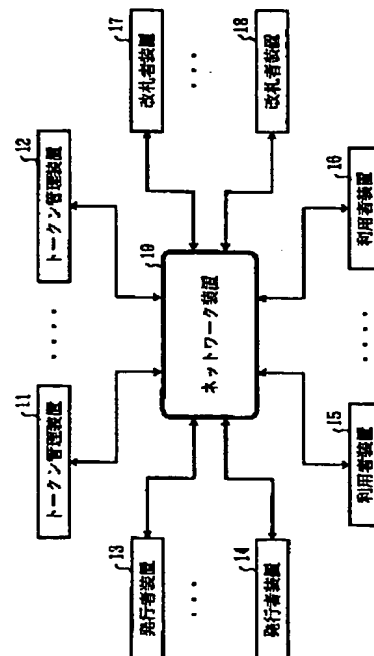 11
トークン管理装置
....
12
トークン管理装置
13
発行者装置
...
14
発行者装置
19
ネットワーク装置
17
改札者装置
...
18
改札者装置
15
利用者装置
....
16
利用者装置